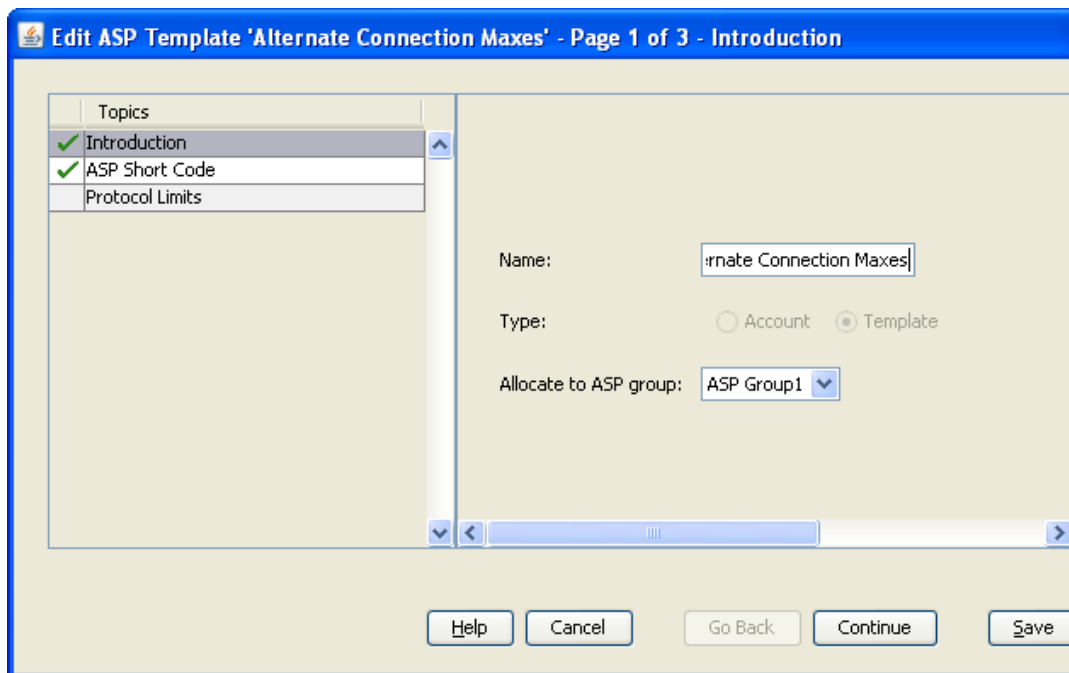 Edit ASP Template 'Alternate Connection Maxes' - Page 1 of 3 - Introduction
Topics
Introduction
ASP Short Code
Protocol Limits
Name: ernate Connection Maxes
Type: Account Template
Allocate to ASP group: ASP Group1
Help Cancel Go Back Continue Save